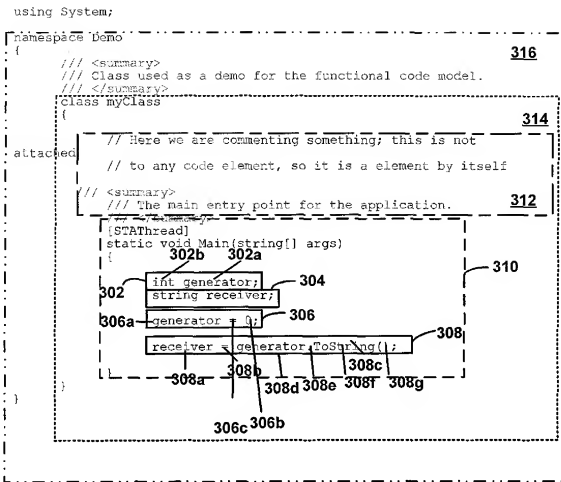 using System;
namespace Demo
{
316
/// <summary>
/// Class used as a demo for the functional code model.
/// </summary>
class myClass
{
314
// Here we are commenting something; this is not
attached
// to any code element, so it is a element by itself
/// <summary>
/// The main entry point for the application.
312
/// </summary>
[STAThread]
static void Main(string[] args)
{
302b 302a
310
302
int generator;
304
string receiver;
306a
generator = 0;
306
308
receiver = generator.ToString();
308a 308b 308d 308e 308f 308c 308g
}
}
306c 306b
}